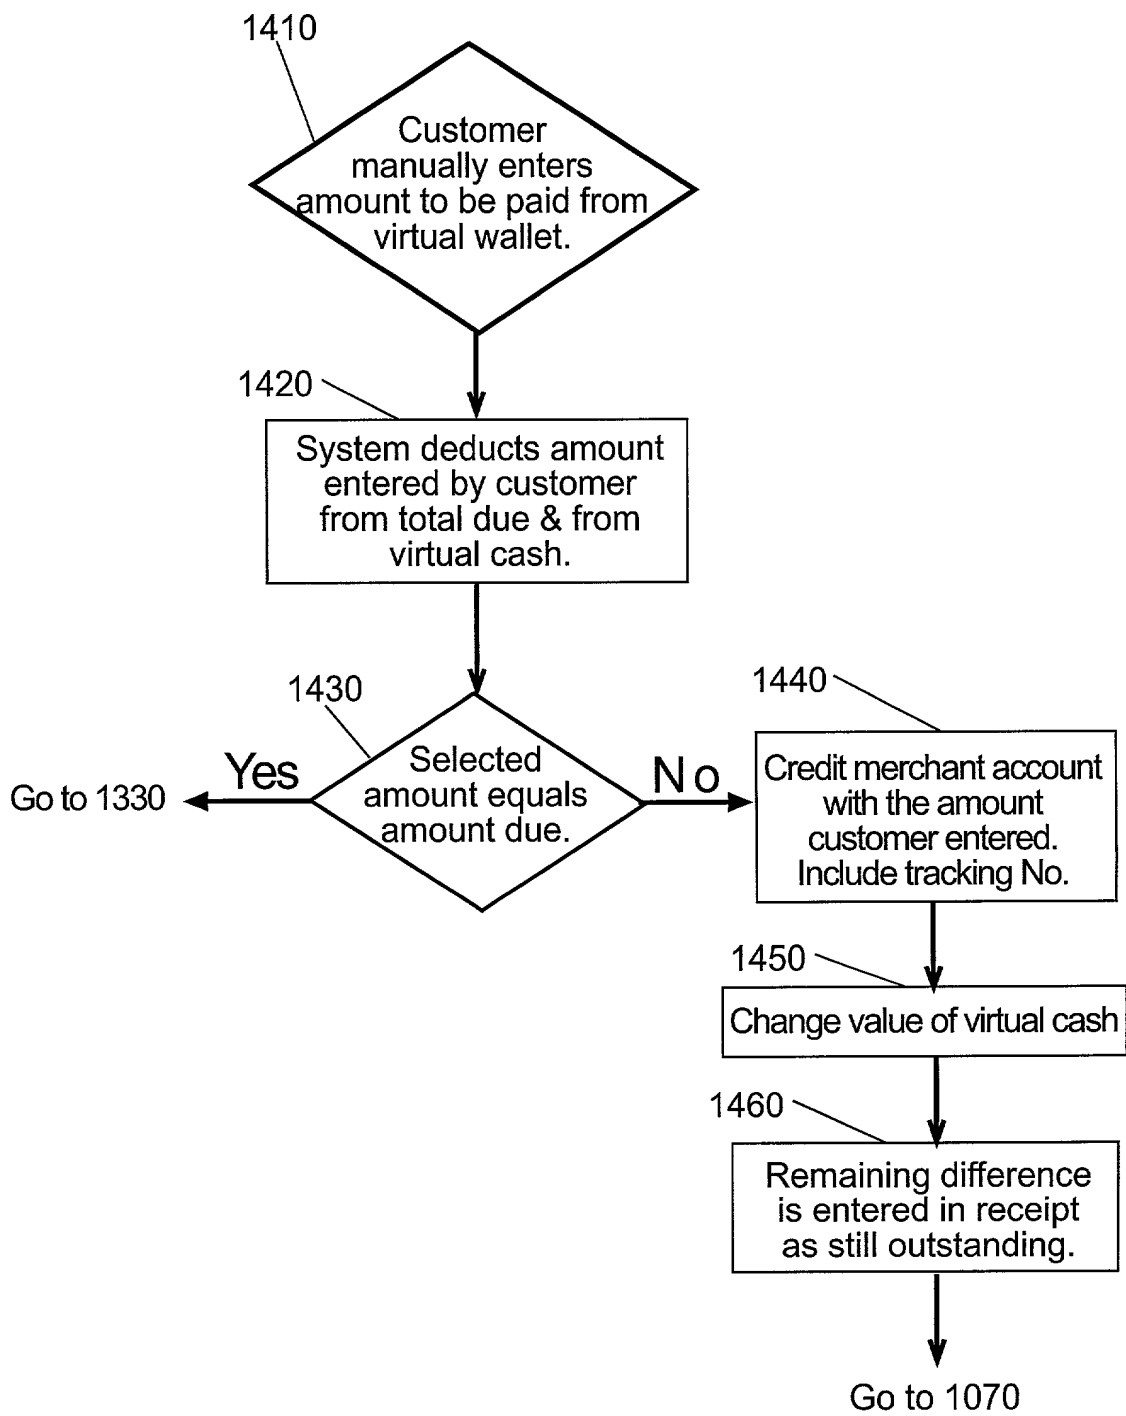 1410
Customer
manually enters
amount to be paid from
virtual wallet.
1420
System deducts amount
entered by customer
from total due & from
virtual cash.
1430
Selected
amount equals
amount due.
Yes
Go to 1330
No
1440
Credit merchant account
with the amount
customer entered.
Include tracking No.
1450
Change value of virtual cash
1460
Remaining difference
is entered in receipt
as still outstanding.
Go to 1070